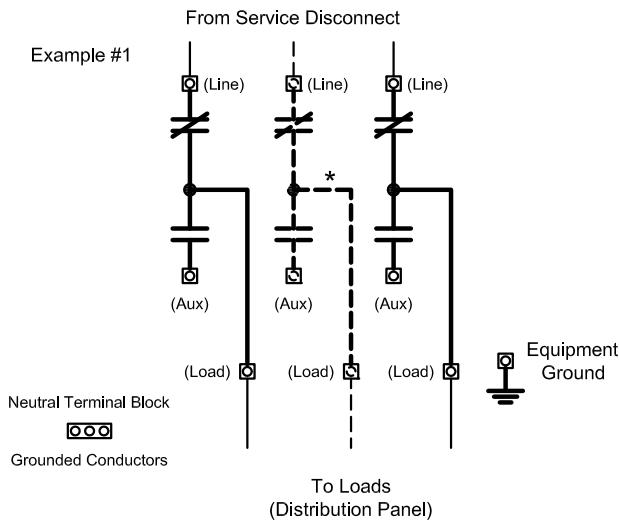 From Service Disconnect
Example #1
(Line) (Line) (Line)
*
(Aux) (Aux) (Aux)
(Load) (Load) (Load)
Equipment
Ground
Neutral Terminal Block
Grounded Conductors
To Loads
(Distribution Panel)